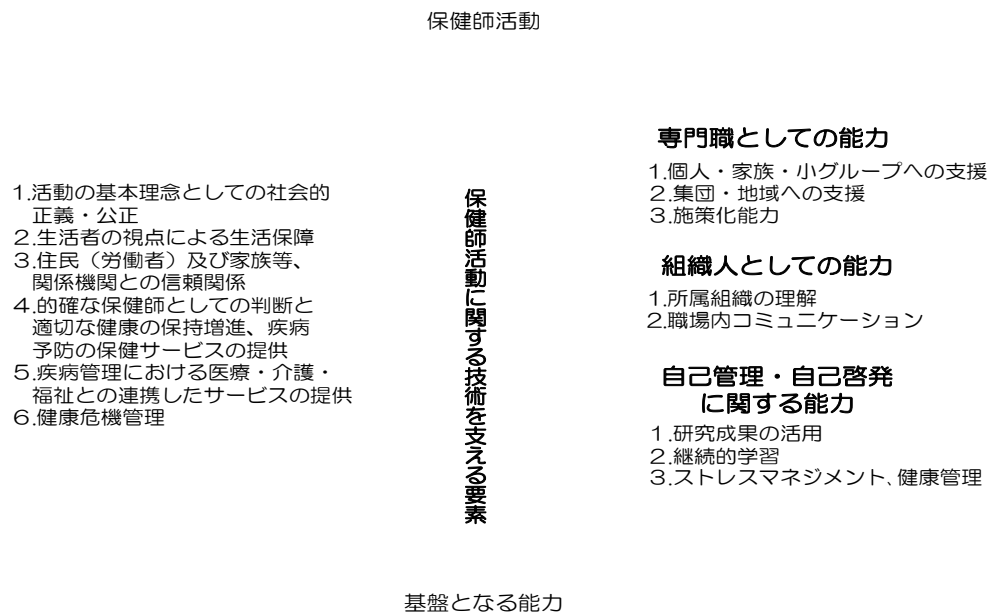 保健師活動
1.活動の基本理念としての社会的
正義・公正
2.生活者の視点による生活保障
3.住民（労働者）及び家族等、
関係機関との信頼関係
4.的確な保健師としての判断と
適切な健康の保持増進、疾病
予防の保健サービスの提供
5.疾病管理における医療・介護・
福祉との連携したサービスの提供
6.健康危機管理
保健師活動に関する技術を支える要素
専門職としての能力
1.個人・家族・小グループへの支援
2.集団・地域への支援
3.施策化能力
組織人としての能力
1.所属組織の理解
2.職場内コミュニケーション
自己管理・自己啓発
に関する能力
1.研究成果の活用
2.継続的学習
3.ストレスマネジメント、健康管理
基盤となる能力